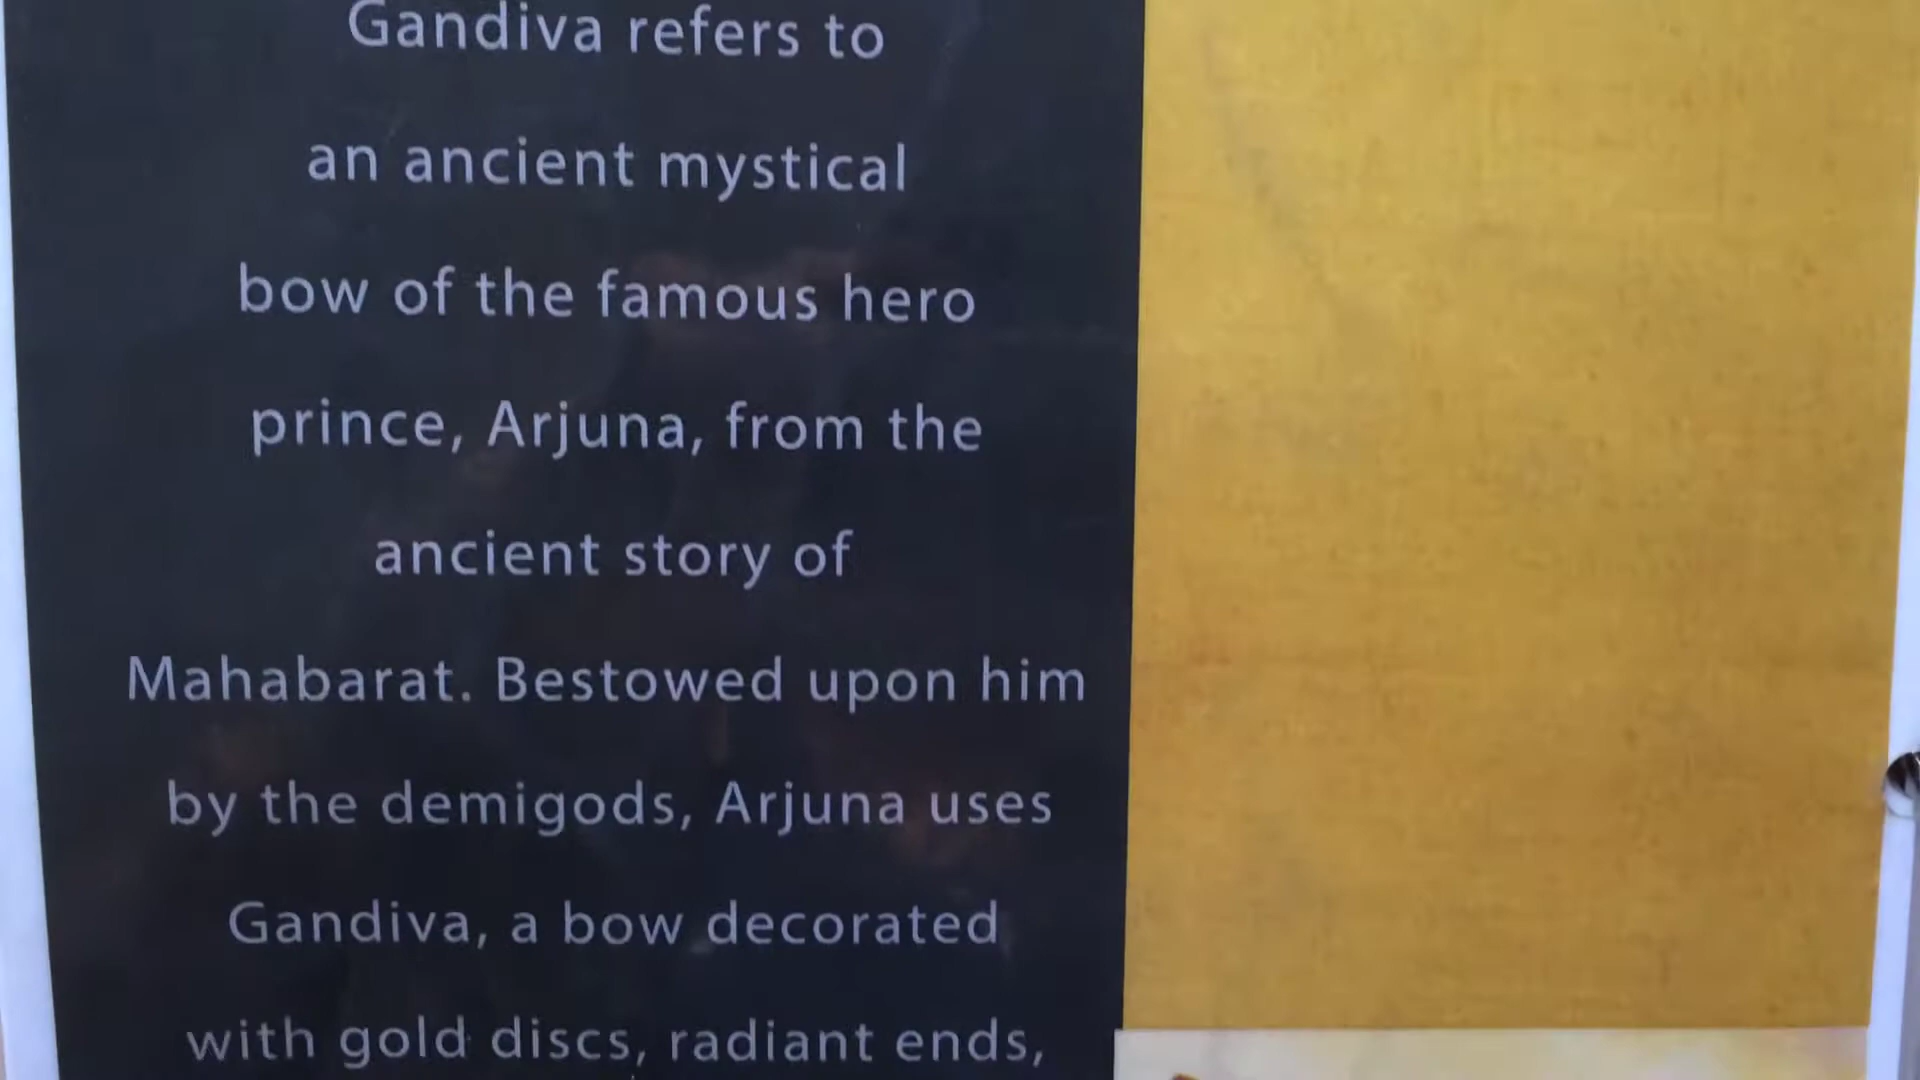 Gandiva refers to
an ancient mystical
bow of the famous hero
prince, Arjuna, from the
ancient story of
Mahabarat. Bestowed upon him
by the demigods, Arjuna uses
Gandiva, a bow decorated
with gold discs, radiant ends,